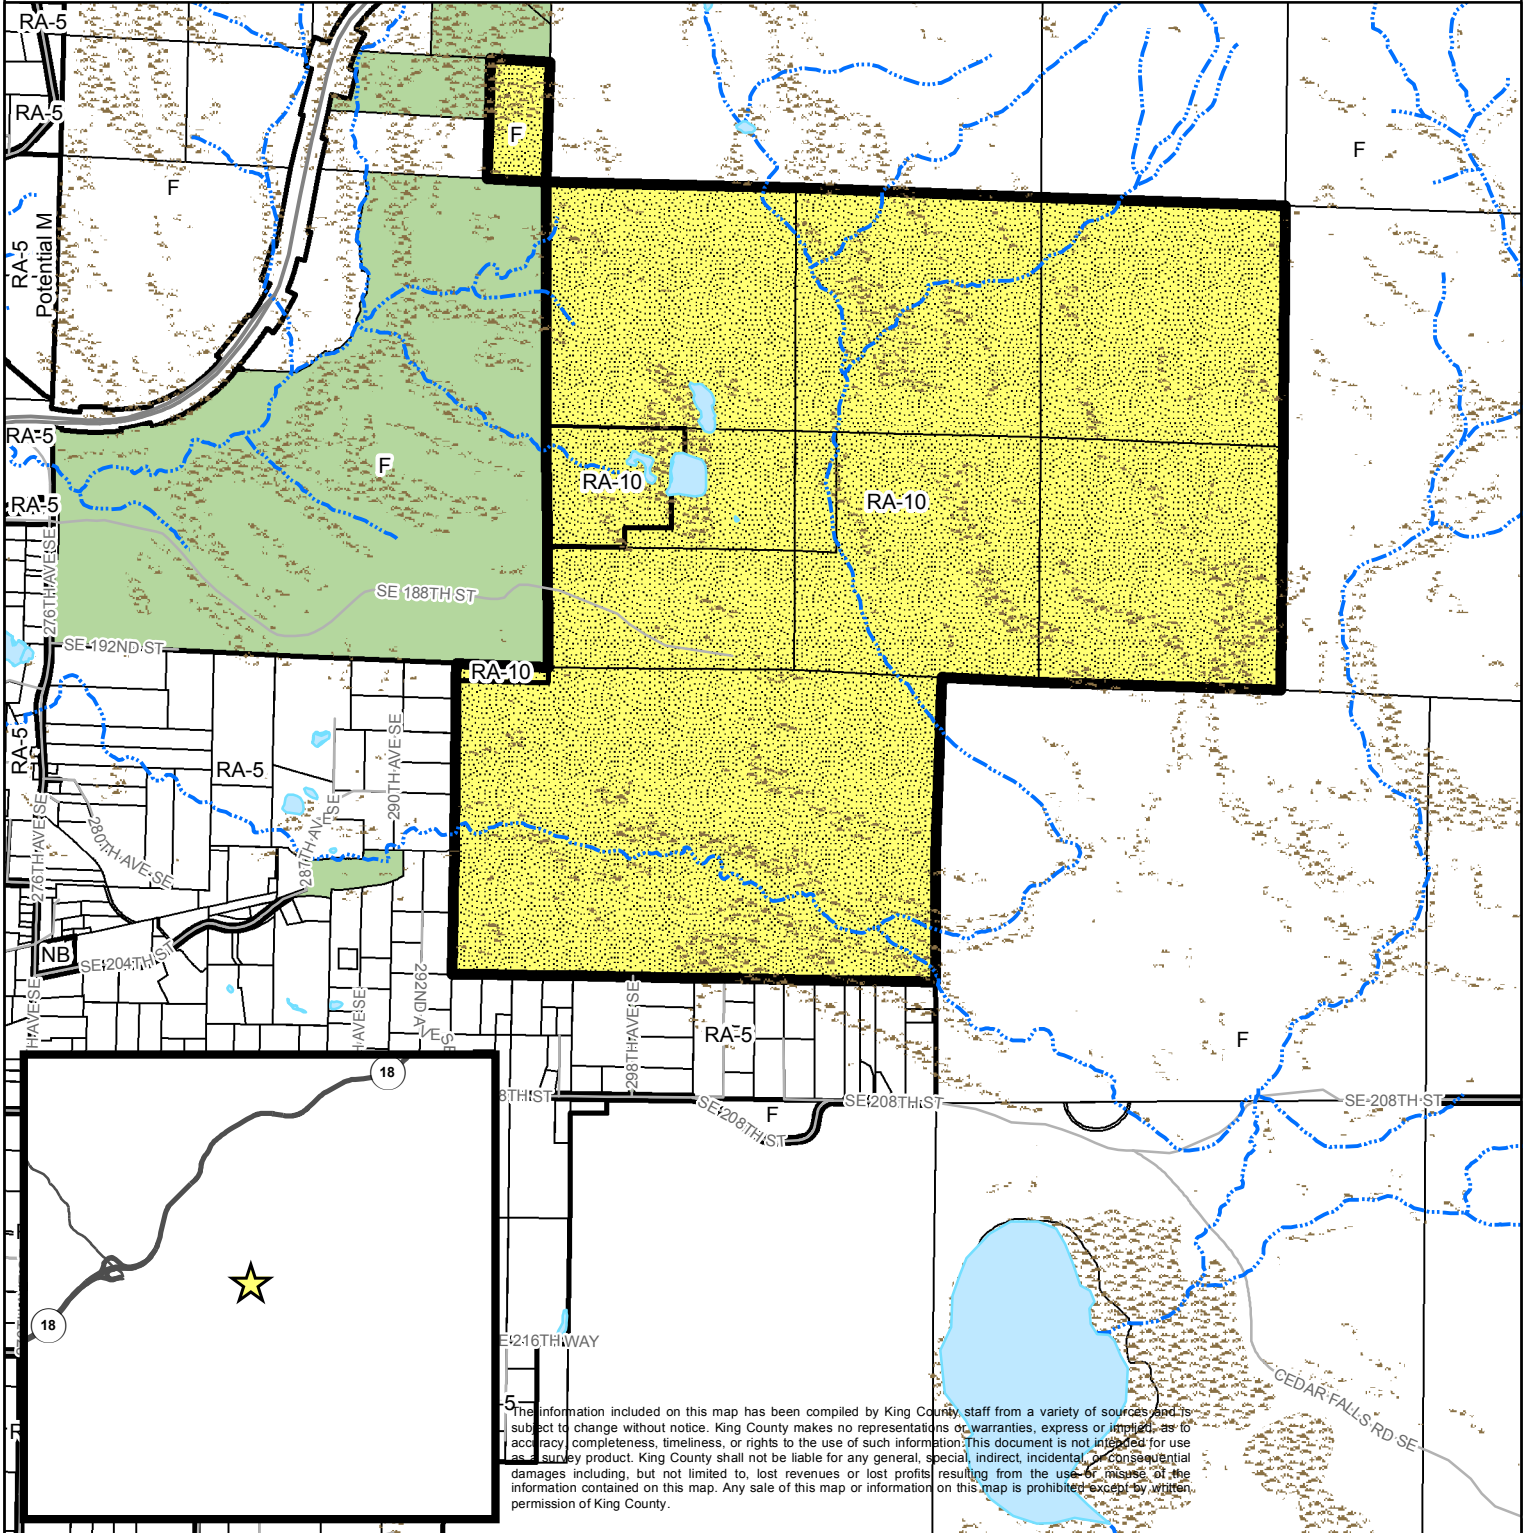 RA-5
RA-5
F
F
F
RA-5
Potential M
RA-5
F
RA-5
RA-10
RA-10
276TH AVE SE
SE 188TH ST
SE 192ND ST
RA-10
RA-5
RA-5
290TH AVE SE
287TH AVE SE
280TH AVE SE
276TH AVE SE
NB
SE 204TH ST
292ND AVE SE
H AVE SE
H AVE SE
298TH AVE SE
RA-5
F
18
8TH ST
SE 208TH ST
F
SE 208TH ST
SE 208TH ST
18
E 216TH WAY
CEDAR FALLS RD SE
-5
The information included on this map has been compiled by King County staff from a variety of sources and is
subject to change without notice. King County makes no representations or warranties, express or implied, as to
accuracy, completeness, timeliness, or rights to the use of such information. This document is not intended for use
as a survey product. King County shall not be liable for any general, special, indirect, incidental, or consequential
damages including, but not limited to, lost revenues or lost profits resulting from the use or misuse of the
information contained on this map. Any sale of this map or information on this map is prohibited except by written
permission of King County.